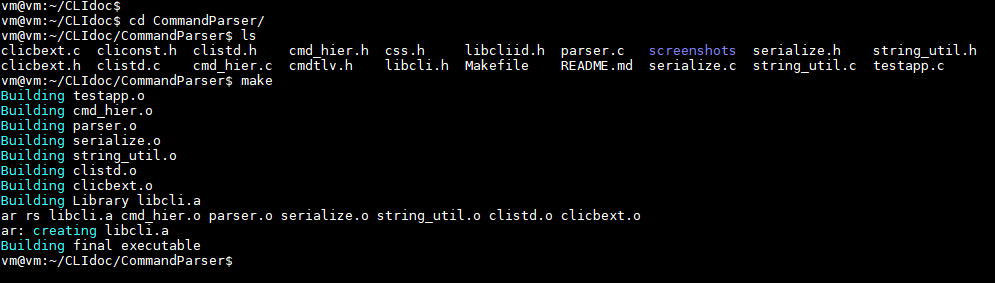 vm@vm:~/CLIdoc$
vm@vm:~/CLIdoc$ cd CommandParser/
vm@vm:~/CLIdoc/CommandParser$ ls
clicbext.c  cliconst.h  clistd.h    cmd_hier.h  css.h     libcliid.h  parser.c   screenshots  serialize.h    string_util.h
clicbext.h  clistd.c    cmd_hier.c  cmdtlv.h    libcli.h  Makefile    README.md  serialize.c  string_util.c  testapp.c
vm@vm:~/CLIdoc/CommandParser$ make
Building testapp.o
Building cmd_hier.o
Building parser.o
Building serialize.o
Building string_util.o
Building clistd.o
Building clicbext.o
Building Library libcli.a
ar rs libcli.a cmd_hier.o parser.o serialize.o string_util.o clistd.o clicbext.o
ar: creating libcli.a
Building final executable
vm@vm:~/CLIdoc/CommandParser$